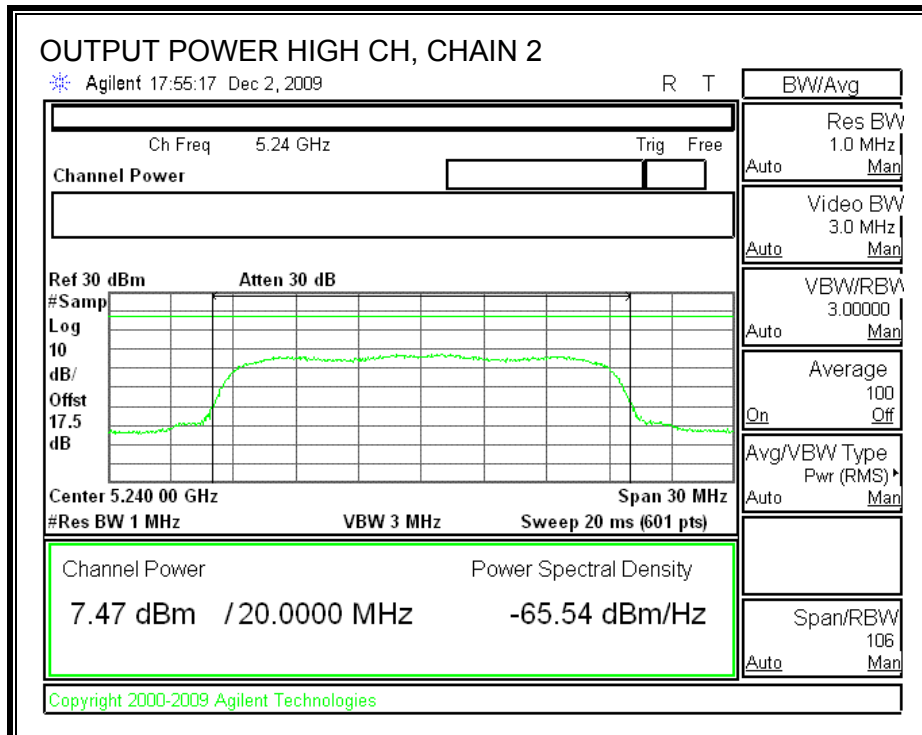 OUTPUT POWER HIGH CH, CHAIN 2
Agilent 17:55:17 Dec 2, 2009 R T
Ch Freq 5.24 GHz Trig Free
Channel Power
Ref 30 dBm Atten 30 dB
#Samp
Log
10
dB/
Offst
17.5
dB
Center 5.240 00 GHz Span 30 MHz
#Res BW 1 MHz VBW 3 MHz Sweep 20 ms (601 pts)
Channel Power Power Spectral Density
7.47 dBm /20.0000 MHz -65.54 dBm/Hz
Copyright 2000-2009 Agilent Technologies
BW/Avg
Res BW
1.0 MHz
Auto Man
Video BW
3.0 MHz
Auto Man
VBW/RBW
3.00000
Auto Man
Average
100
On Off
Avg/VBW Type
Pwr (RMS)
Auto Man
Span/RBW
106
Auto Man